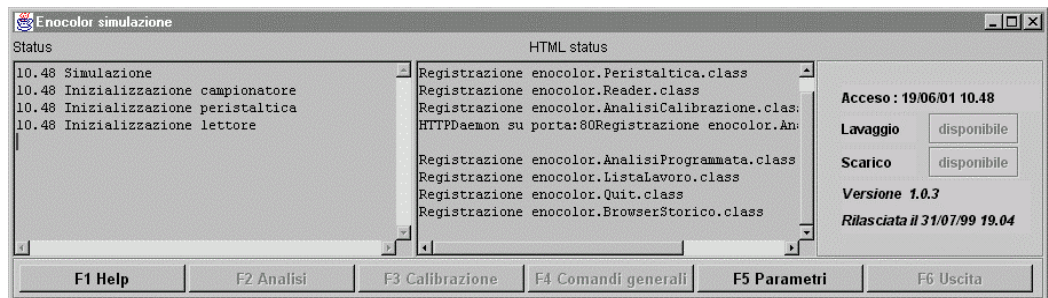 Enocolor simulazione
Status
HTML status
10.48 Simulazione
10.48 Inizializzazione campionatore
10.48 Inizializzazione peristaltica
10.48 Inizializzazione lettore
Registrazione enocolor.Peristaltica.class
Registrazione enocolor.Reader.class
Registrazione enocolor.AnalisiCalibrazione.clas
HTTPDaemon su porta:80Registrazione enocolor.An
Registrazione enocolor.AnalisiProgrammata.class
Registrazione enocolor.ListaLavoro.class
Registrazione enocolor.Quit.class
Registrazione enocolor.BrowserStorico.class
Acceso : 19/06/01 10.48
Lavaggio disponibile
Scarico disponibile
Versione 1.0.3
Rilasciata il 31/07/99 19.04
F1 Help F2 Analisi F3 Calibrazione F4 Comandi generali F5 Parametri F6 Uscita